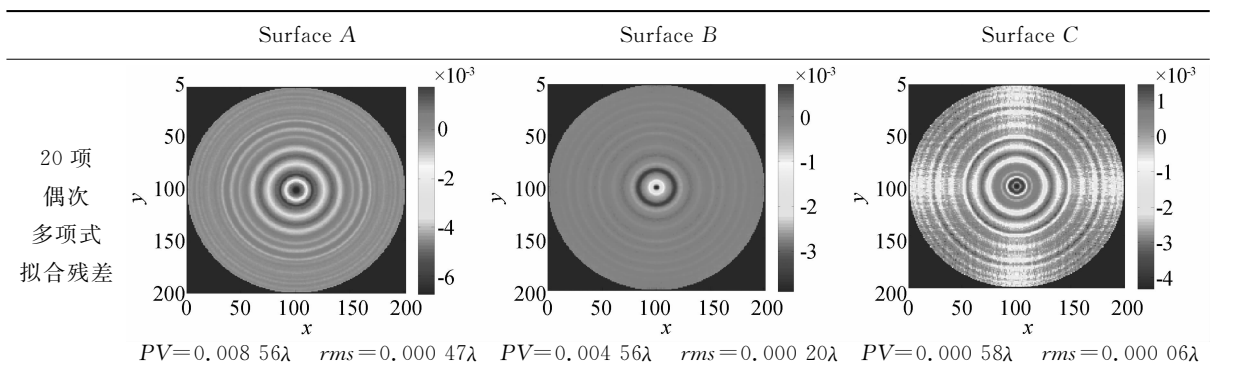 Surface A Surface B Surface C
20 项
偶次
多项式
拟合残差
×10-3 ×10-3 ×10-3
5 5 5
1
0 0 0
50 50 50
-1 -1
-2
y 100 y 100 y 100
-2 -2
-4
150 150 150
-3 -3
-6 -4
200 200 200
0 50 100 150 200 0 50 100 150 200 0 50 100 150 200
x x x
PV=0.008 56λ rms=0.000 47λ PV=0.004 56λ rms=0.000 20λ PV=0.000 58λ rms=0.000 06λ